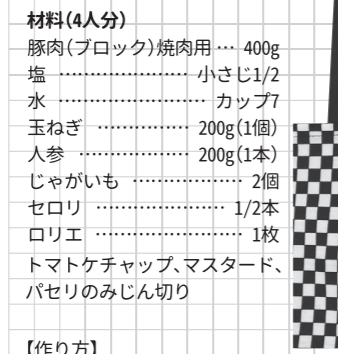 材料(4人分)
豚肉(ブロック)焼肉用 … 400g
塩 ………………… 小さじ1/2
水 …………………… カップ7
玉ねぎ …………… 200g(1個)
人参 ……………… 200g(1本)
じゃがいも ……………… 2個
セロリ ………………… 1/2本
ロリエ …………………… 1枚
トマトケチャップ、マスタード、
パセリのみじん切り
【作り方】